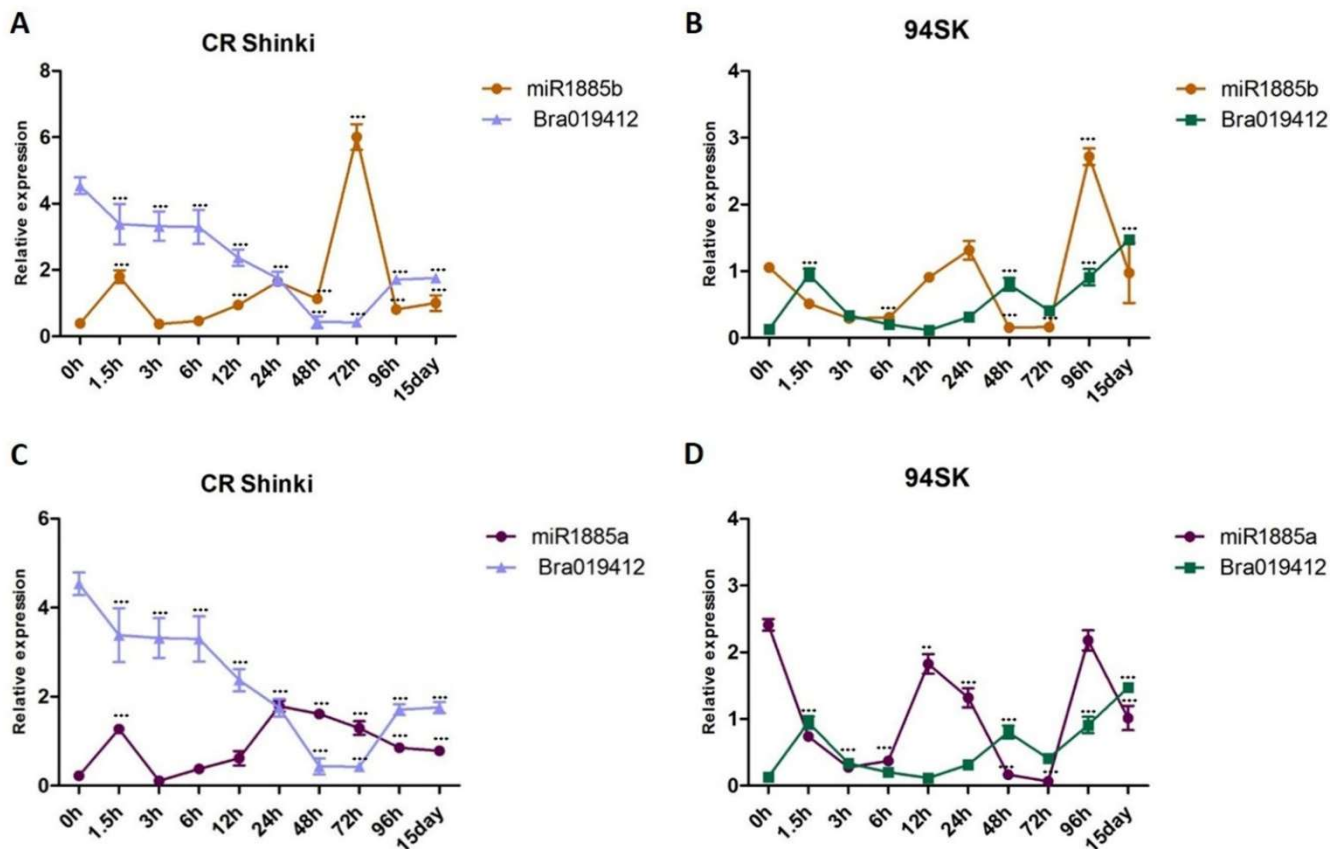 A
CR Shinki
Relative expression
8
6
4
2
0
0h
1.5h
3h
6h
12h
24h
48h
72h
96h
15day
miR1885b
Bra019412
B
94SK
Relative expression
4
3
2
1
0
0h
1.5h
3h
6h
12h
24h
48h
72h
96h
15day
miR1885b
Bra019412
C
CR Shinki
Relative expression
6
4
2
0
0h
1.5h
3h
6h
12h
24h
48h
72h
96h
15day
miR1885a
Bra019412
D
94SK
Relative expression
4
3
2
1
0
0h
1.5h
3h
6h
12h
24h
48h
72h
96h
15day
miR1885a
Bra019412